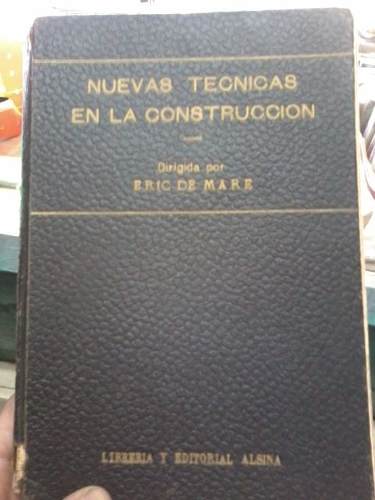 NUEVAS TECNICAS
EN LA CONSTRUCCION
Dirigida por
ERIC DE MARE
LIBRERIA Y EDITORIAL ALSINA